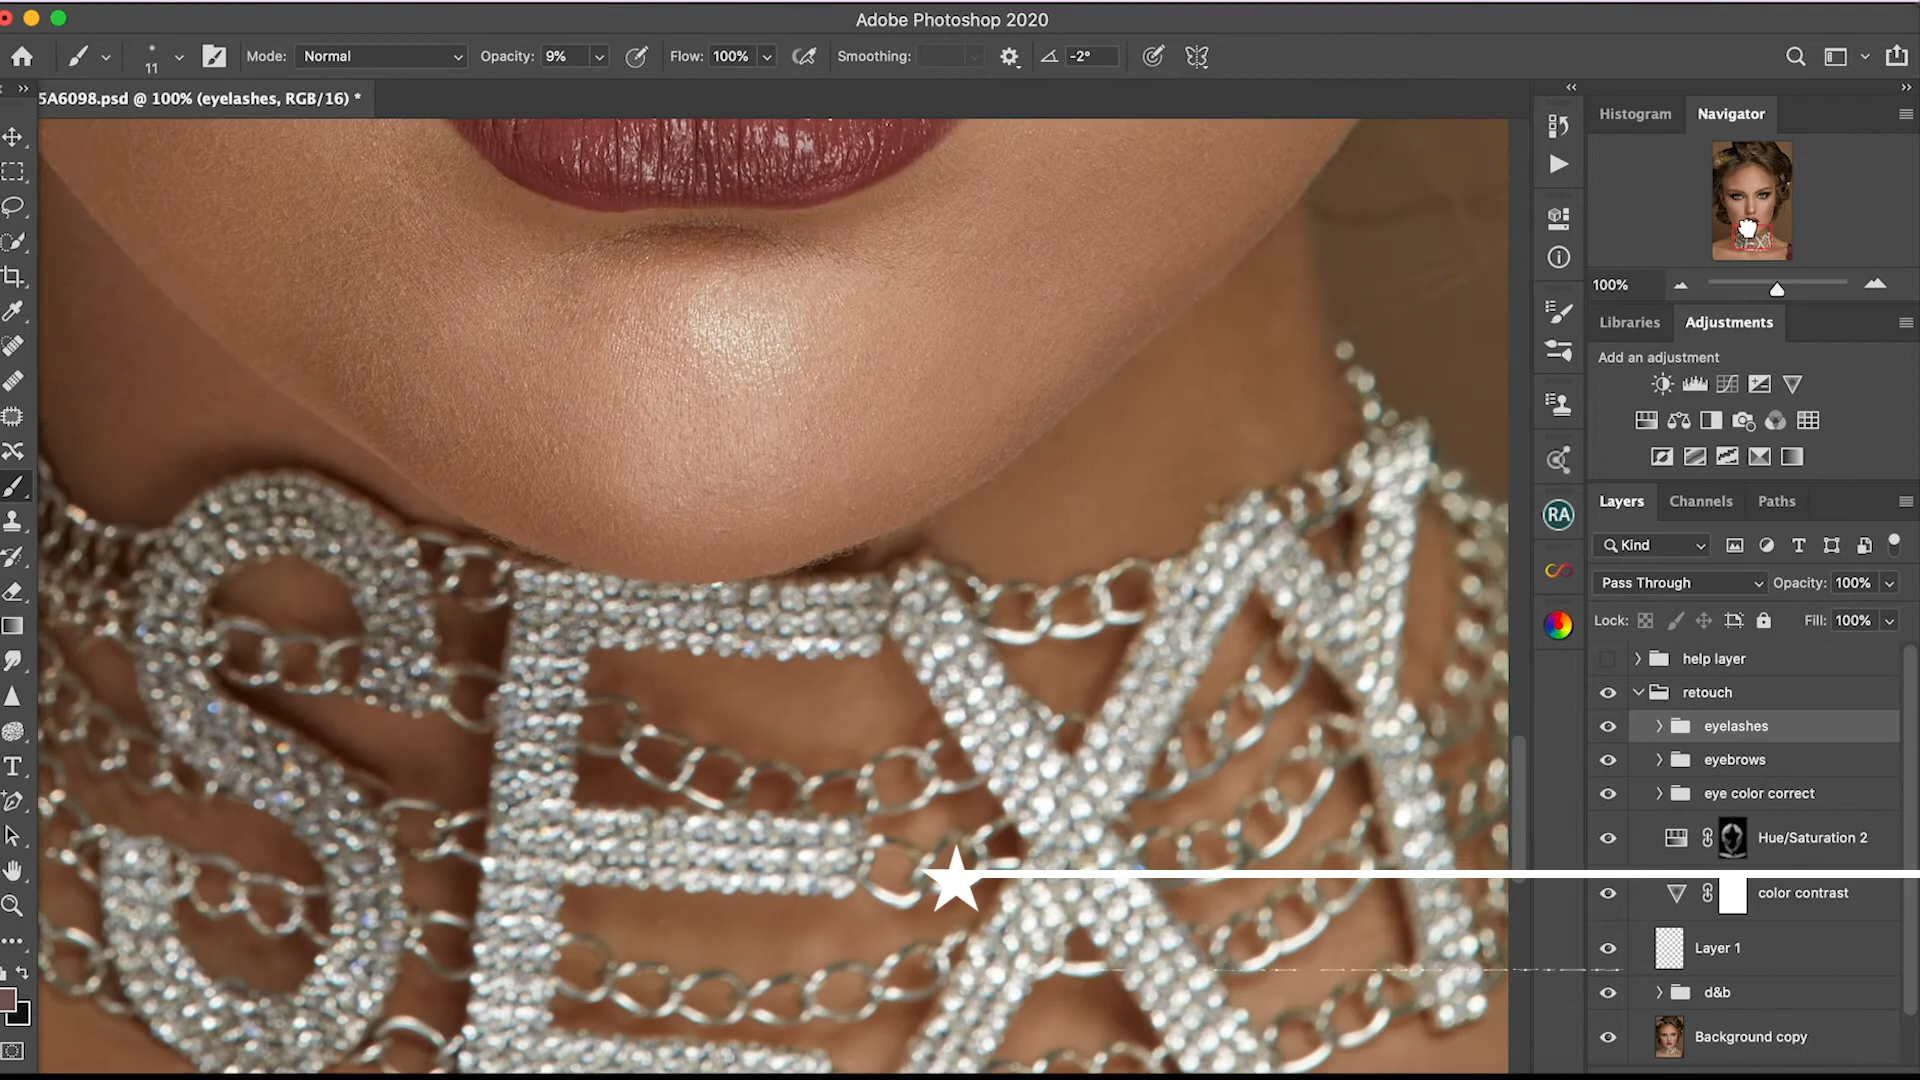 Adobe Photoshop 2020
11
Mode: Normal
Opacity: 9%
Flow: 100%
Smoothing:
-2°
5A6098.psd @ 100% (eyelashes, RGB/16) *
Histogram
Navigator
100%
Libraries
Adjustments
Add an adjustment
RA
Layers
Channels
Paths
Kind
Pass Through
Opacity: 100%
Lock:
Fill: 100%
help layer
retouch
eyelashes
eyebrows
eye color correct
Hue/Saturation 2
color contrast
Layer 1
d&b
Background copy
SEXY